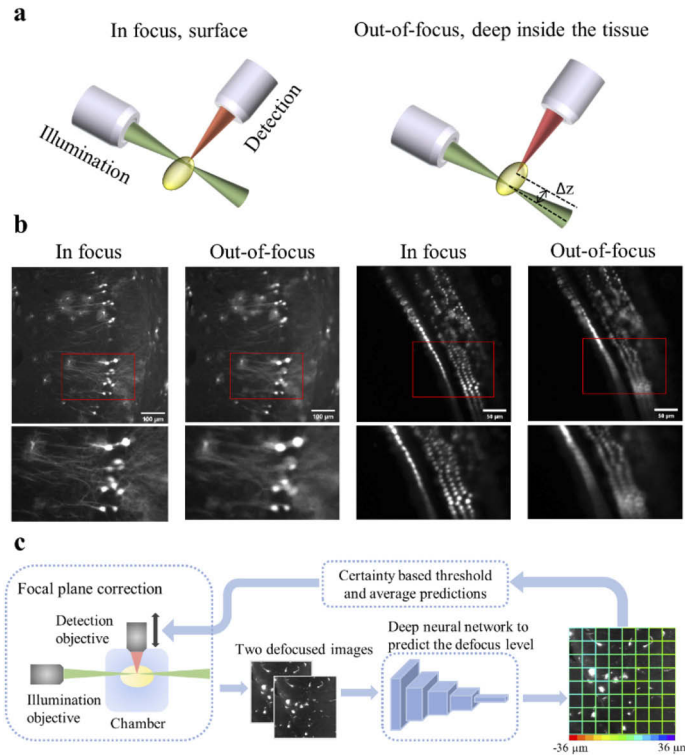 a
In focus, surface
Out-of-focus, deep inside the tissue
Illumination
Detection
Δz
b
In focus
Out-of-focus
In focus
Out-of-focus
100 μm
100 μm
50 μm
50 μm
c
Focal plane correction
Detection
objective
Illumination
objective
Chamber
Two defocused images
Deep neural network to
predict the defocus level
Certainty based threshold
and average predictions
-36 μm
36 μm